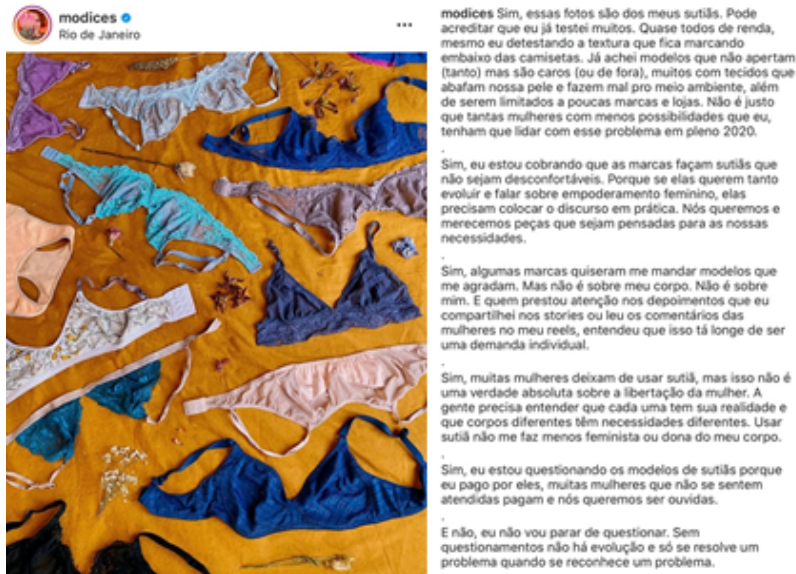 modices
Rio de Janeiro
modices Sim, essas fotos são dos meus sutiãs. Pode
acreditar que eu já testei muitos. Quase todos de renda,
mesmo eu detestando a textura que fica marcando
embaixo das camisetas. Já achei modelos que não apertam
(tanto) mas são caros (ou de fora), muitos com tecidos que
abafam nossa pele e fazem mal pro meio ambiente, além
de serem limitados a poucas marcas e lojas. Não é justo
que tantas mulheres com menos possibilidades que eu,
tenham que lidar com esse problema em pleno 2020.
.
Sim, eu estou cobrando que as marcas façam sutiãs que
não sejam desconfortáveis. Porque se elas querem tanto
evoluir e falar sobre empoderamento feminino, elas
precisam colocar o discurso em prática. Nós queremos e
merecemos peças que sejam pensadas para as nossas
necessidades.
.
Sim, algumas marcas quiseram me mandar modelos que
me agradam. Mas não é sobre meu corpo. Não é sobre
mim. E quem prestou atenção nos depoimentos que eu
compartilhei nos stories ou leu os comentários das
mulheres no meu reels, entendeu que isso tá longe de ser
uma demanda individual.
.
Sim, muitas mulheres deixam de usar sutiã, mas isso não é
uma verdade absoluta sobre a libertação da mulher. A
gente precisa entender que cada uma tem sua realidade e
que corpos diferentes têm necessidades diferentes. Usar
sutiã não me faz menos feminista ou dona do meu corpo.
.
Sim, eu estou questionando os modelos de sutiãs porque
eu pago por eles, muitas mulheres que não se sentem
atendidas pagam e nós queremos ser ouvidas.
.
E não, eu não vou parar de questionar. Sem
questionamentos não há evolução e só se resolve um
problema quando se reconhece um problema.